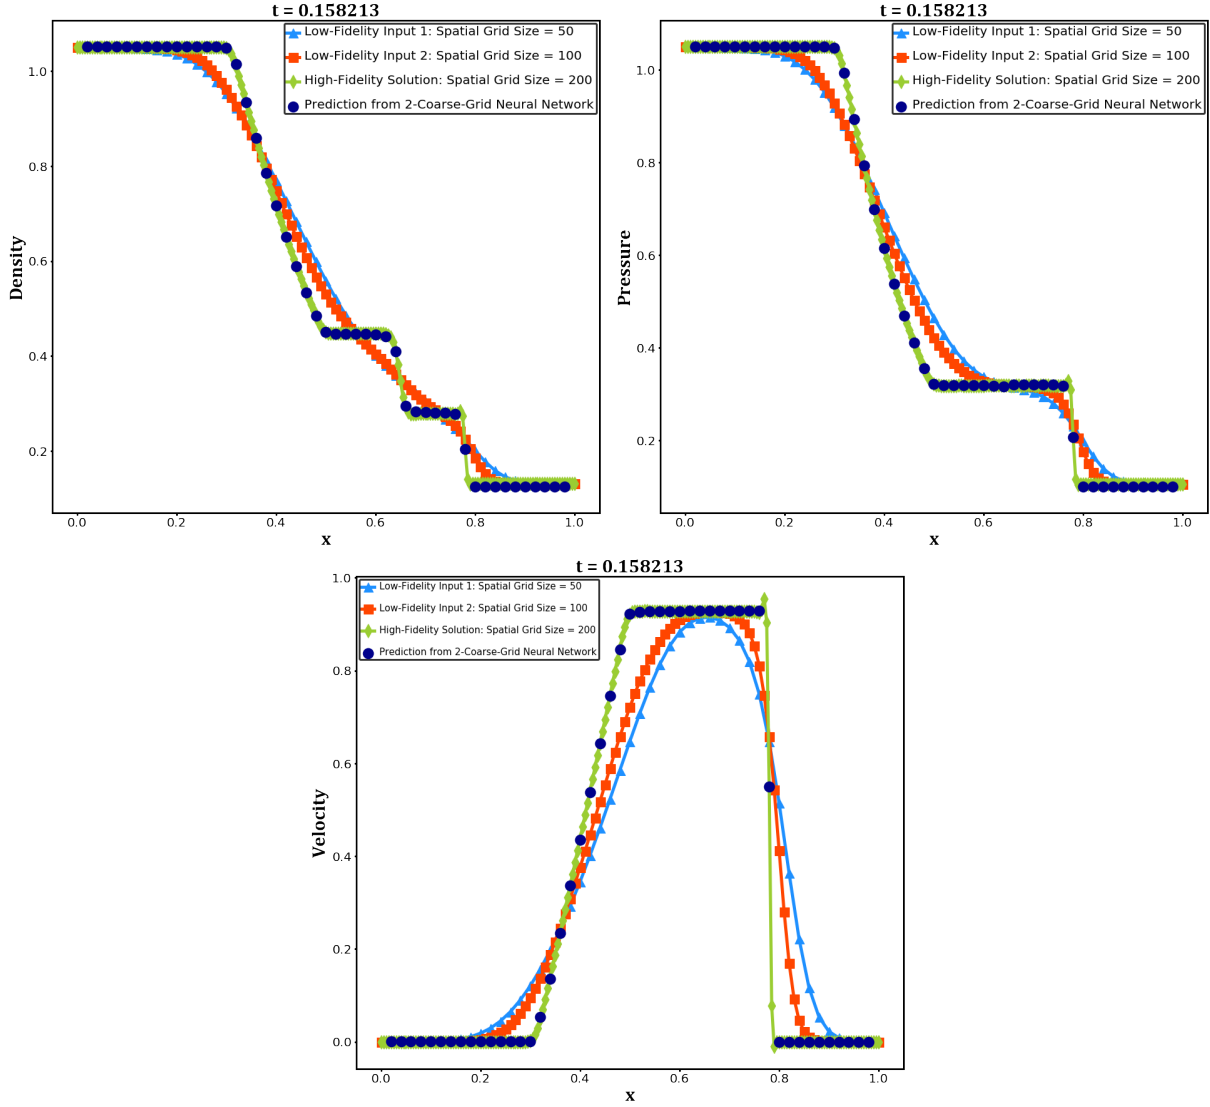 t = 0.158213
Low-Fidelity Input 1: Spatial Grid Size = 50
Low-Fidelity Input 2: Spatial Grid Size = 100
High-Fidelity Solution: Spatial Grid Size = 200
Prediction from 2-Coarse-Grid Neural Network
Density
1.0
0.8
0.6
0.4
0.2
0.0 0.2 0.4 0.6 0.8 1.0
x
t = 0.158213
Low-Fidelity Input 1: Spatial Grid Size = 50
Low-Fidelity Input 2: Spatial Grid Size = 100
High-Fidelity Solution: Spatial Grid Size = 200
Prediction from 2-Coarse-Grid Neural Network
Pressure
1.0
0.8
0.6
0.4
0.2
0.0 0.2 0.4 0.6 0.8 1.0
x
t = 0.158213
Low-Fidelity Input 1: Spatial Grid Size = 50
Low-Fidelity Input 2: Spatial Grid Size = 100
High-Fidelity Solution: Spatial Grid Size = 200
Prediction from 2-Coarse-Grid Neural Network
Velocity
1.0
0.8
0.6
0.4
0.2
0.0
0.0 0.2 0.4 0.6 0.8 1.0
x